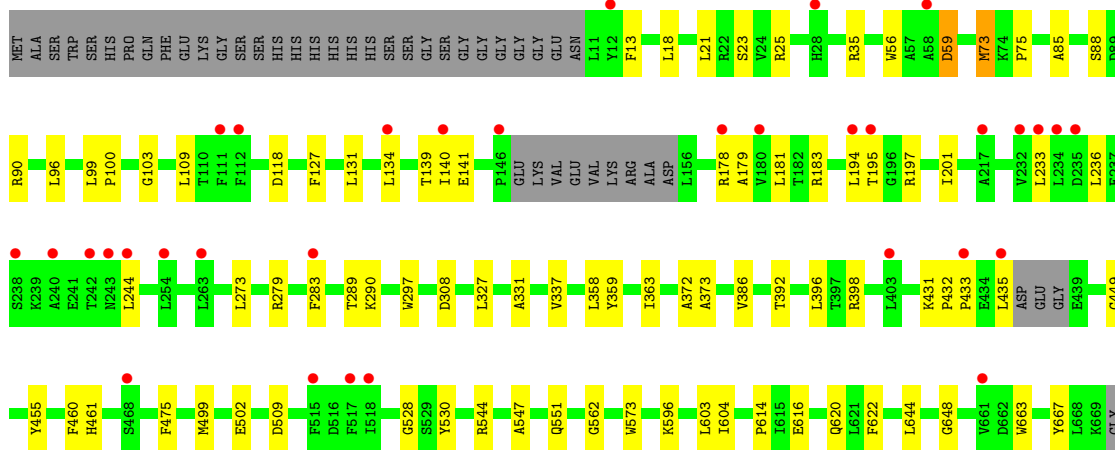 MET ALA SER TRP SER HIS PRO GLN PHE GLU LYS GLY SER SER HIS HIS HIS HIS HIS HIS SER SER GLY SER GLY GLY GLY GLY GLU ASN L11 Y12 F13 L18 L21 R22 S23 V24 R25 H28 R35 W56 A57 A58 D59 M73 K74 P75 A85 S88 D89
R90 L96 L99 P100 G103 L109 T110 F111 F112 D118 F127 L131 L134 T139 I140 E141 P146 GLU LYS VAL GLU VAL LYS ARG ALA ASP L156 R178 A179 V180 L181 T182 R183 L194 T195 G196 R197 I201 A217 V232 L233 L234 D235 L236 E237
S238 K239 A240 E241 T242 N243 L244 L254 L263 L273 R279 F283 T289 K290 W297 D308 L327 A331 V337 L358 Y359 I363 A372 A373 V386 T392 L396 T397 R398 L403 K431 P432 P433 E434 L435 ASP GLU GLY E439
Y455 F460 H461 S468 F475 M499 E502 D509 F515 D516 F517 I518 G528 S529 Y530 R544 A547 Q551 G562 W573 K596 L603 I604 P614 I615 E616 Q620 L621 F622 L644 G648 V661 D662 W663 Y667 L668 K669 GLY